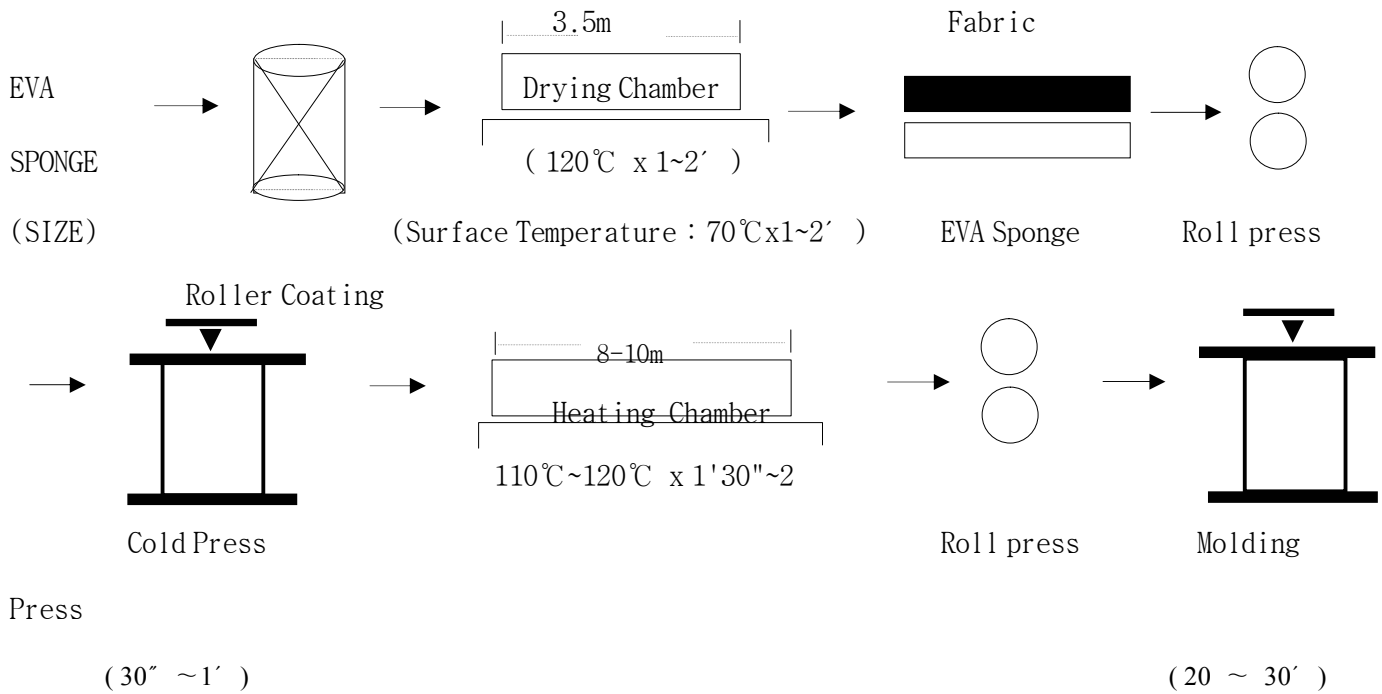 3.5m Fabric
EVA Drying Chamber
SPONGE ( 120℃ x 1~2′ )
(SIZE) (Surface Temperature：70℃x1~2′ ) EVA Sponge Roll press
Roller Coating
8-10m
Heating Chamber
110℃~120℃ x 1'30"~2
Cold Press Roll press Molding
Press
(30″ ～1′ ) (20 ～ 30′ )